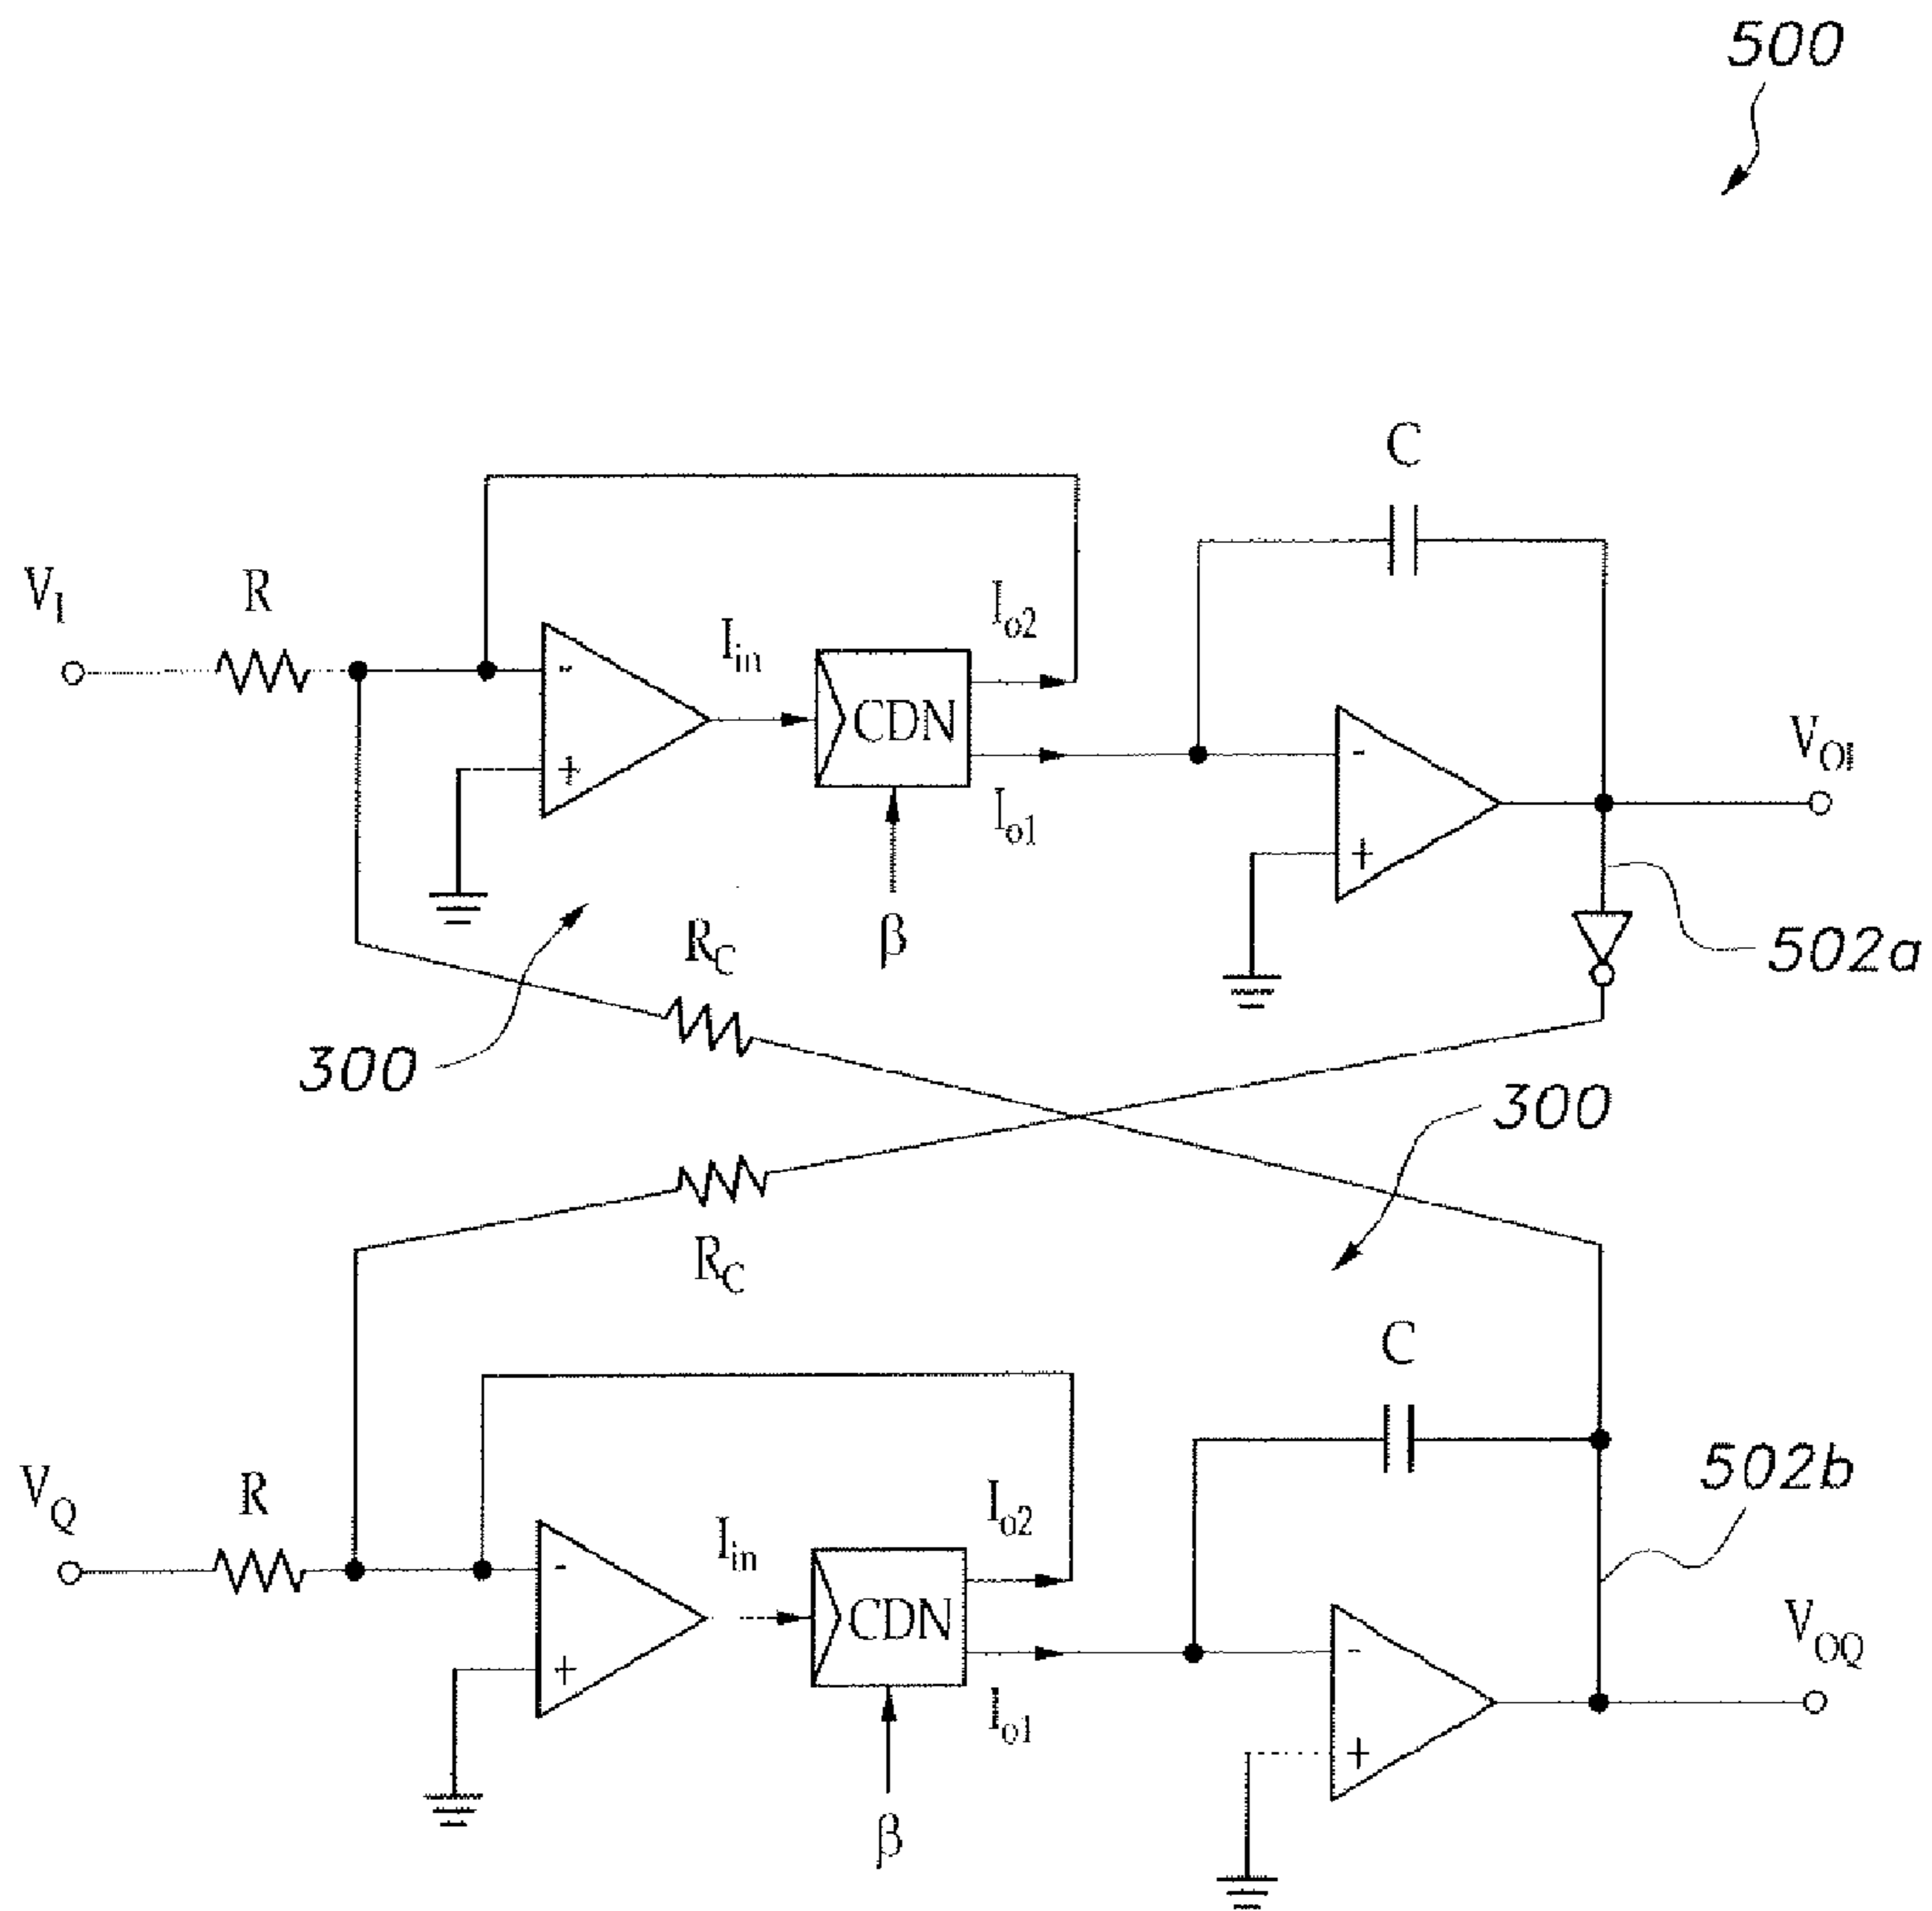 500
C
V_I
R
I_in
I_o2
CDN
V_OI
-
-
+
I_o1
+
β
R_C
502a
300
300
R_C
C
V_Q
R
I_in
I_o2
502b
-
CDN
V_OQ
-
+
I_o1
+
β